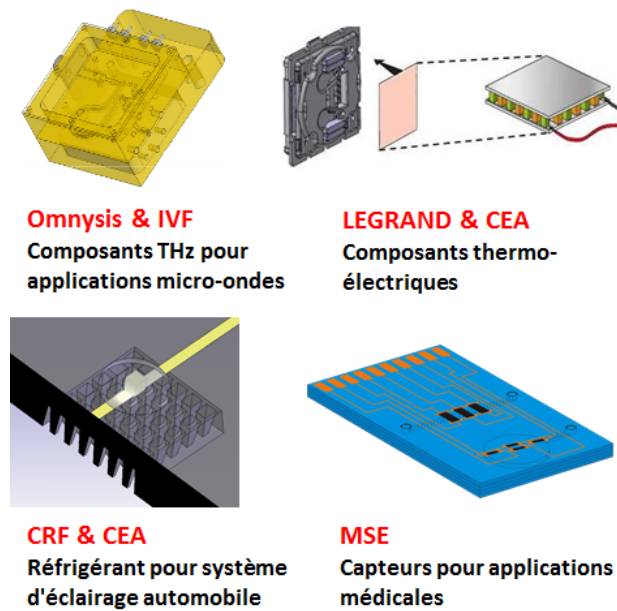 Omnysis & IVF
Composants THz pour
applications micro-ondes
LEGRAND & CEA
Composants thermo-
électriques
CRF & CEA
Réfrigérant pour système
d'éclairage automobile
MSE
Capteurs pour applications
médicales